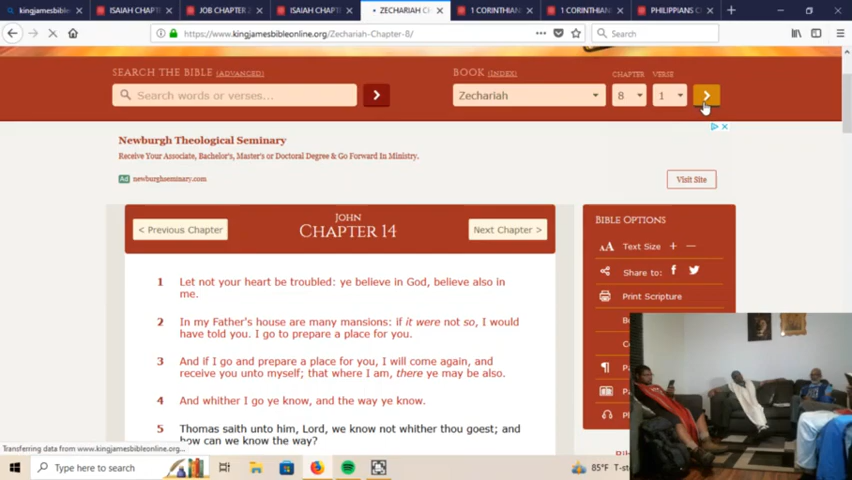 kingjamesbible
ISAIAH CHAPT
JOB CHAPTER
ISAIAH CHAPT
ZECHARIAH C
1 CORINTHIAN
1 CORINTHIAN
PHILIPPIANS C
https://www.kingjamesbibleonline.org/Zechariah-Chapter-8/
Search
SEARCH THE BIBLE (ADVANCED)
BOOK (INDEX)
CHAPTER
VERSE
Search words or verses...
Zechariah
8
1
Newburgh Theological Seminary
Receive Your Associate, Bachelor's, Master's or Doctoral Degree & Go Forward In Ministry.
Ad newburghseminary.com
Visit Site
< Previous Chapter
JOHN
CHAPTER 14
Next Chapter >
1 Let not your heart be troubled: ye believe in God, believe also in
me.
2 In my Father's house are many mansions: if it were not so, I would
have told you. I go to prepare a place for you.
3 And if I go and prepare a place for you, I will come again, and
receive you unto myself; that where I am, there ye may be also.
4 And whither I go ye know, and the way ye know.
5 Thomas saith unto him, Lord, we know not whither thou goest; and
how can we know the way?
BIBLE OPTIONS
AA Text Size + —
Share to:
Print Scripture
Transferring data from www.kingjamesbibleonline.org...
Type here to search
85°F T-st